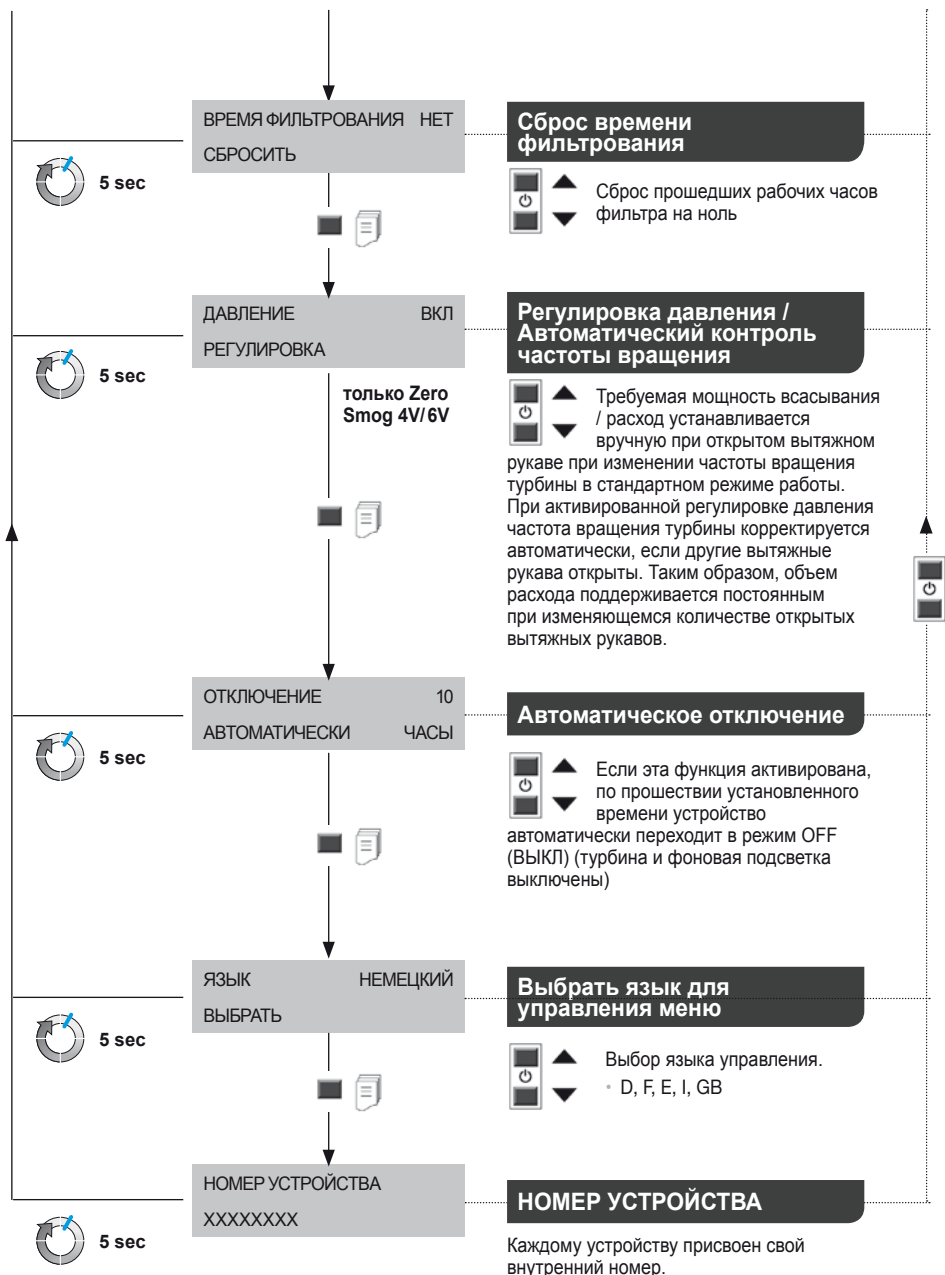 ВРЕМЯ ФИЛЬТРОВАНИЯ НЕТ
СБРОСИТЬ
5 sec
Сброс времени
фильтрования
Сброс прошедших рабочих часов
фильтра на ноль
ДАВЛЕНИЕ ВКЛ
РЕГУЛИРОВКА
5 sec
только Zero
Smog 4V/6V
Регулировка давления /
Автоматический контроль
частоты вращения
Требуемая мощность всасывания
/ расход устанавливается
вручную при открытом вытяжном
рукаве при изменении частоты вращения
турбины в стандартном режиме работы.
При активированной регулировке давления
частота вращения турбины корректируется
автоматически, если другие вытяжные
рукава открыты. Таким образом, объем
расхода поддерживается постоянным
при изменяющемся количестве открытых
вытяжных рукавов.
ОТКЛЮЧЕНИЕ 10
АВТОМАТИЧЕСКИ ЧАСЫ
5 sec
Автоматическое отключение
Если эта функция активирована,
по прошествии установленного
времени устройство
автоматически переходит в режим OFF
(ВЫКЛ) (турбина и фоновая подсветка
выключены)
ЯЗЫК НЕМЕЦКИЙ
ВЫБРАТЬ
5 sec
Выбрать язык для
управления меню
Выбор языка управления.
• D, F, E, I, GB
НОМЕР УСТРОЙСТВА
XXXXXXXX
5 sec
НОМЕР УСТРОЙСТВА
Каждому устройству присвоен свой
внутренний номер.